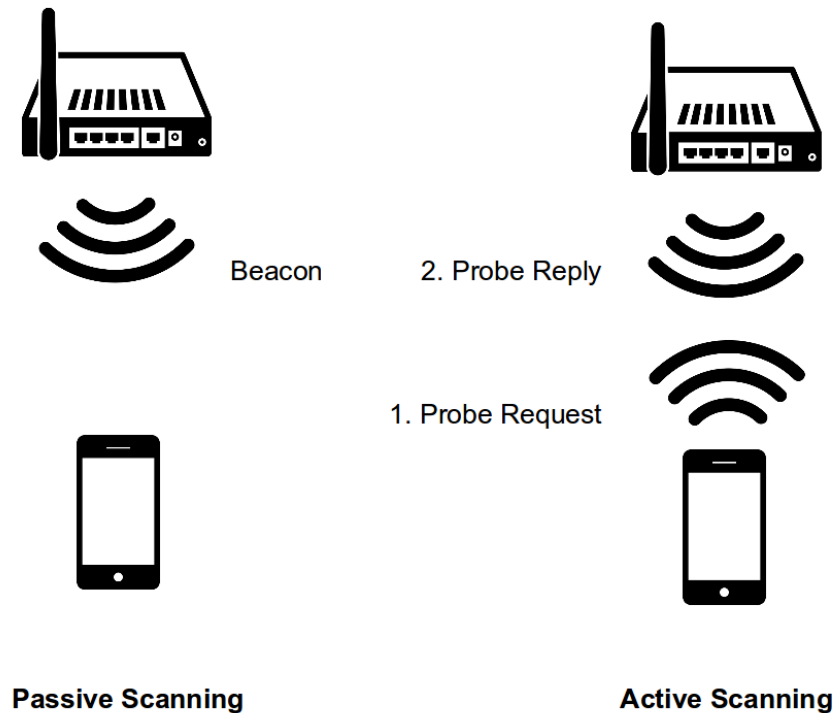 Beacon
2. Probe Reply
1. Probe Request
Passive Scanning
Active Scanning